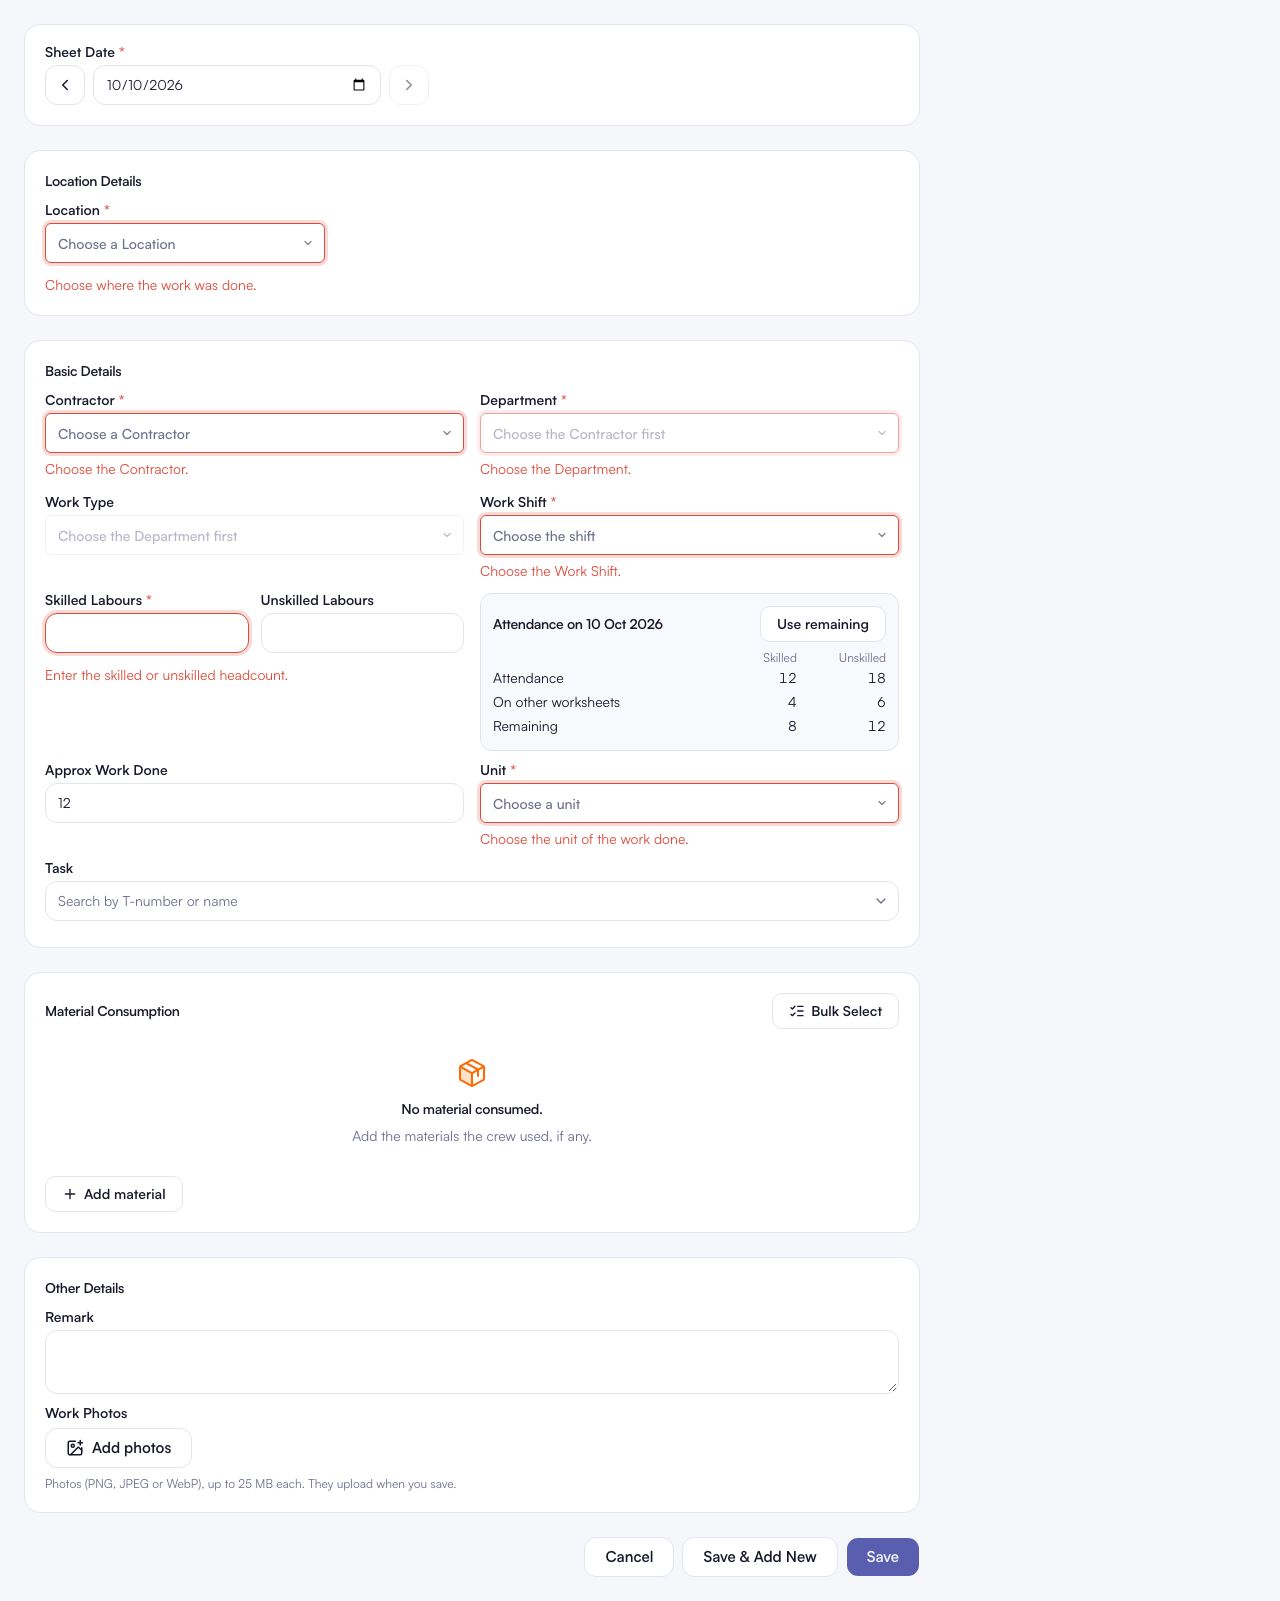 Sheet Date *
10/10/2026
Location Details
Location *
Choose a Location
Choose where the work was done.
Basic Details
Contractor *
Department *
Choose a Contractor
Choose the Contractor first
Choose the Contractor.
Choose the Department.
Work Type
Work Shift *
Choose the Department first
Choose the shift
Choose the Work Shift.
Skilled Labours *
Unskilled Labours
Enter the skilled or unskilled headcount.
Attendance on 10 Oct 2026
Use remaining
Skilled Unskilled
Attendance 12 18
On other worksheets 4 6
Remaining 8 12
Approx Work Done
Unit *
12
Choose a unit
Choose the unit of the work done.
Task
Search by T-number or name
Material Consumption
Bulk Select
No material consumed.
Add the materials the crew used, if any.
Add material
Other Details
Remark
Work Photos
Add photos
Photos (PNG, JPEG or WebP), up to 25 MB each. They upload when you save.
Cancel
Save & Add New
Save